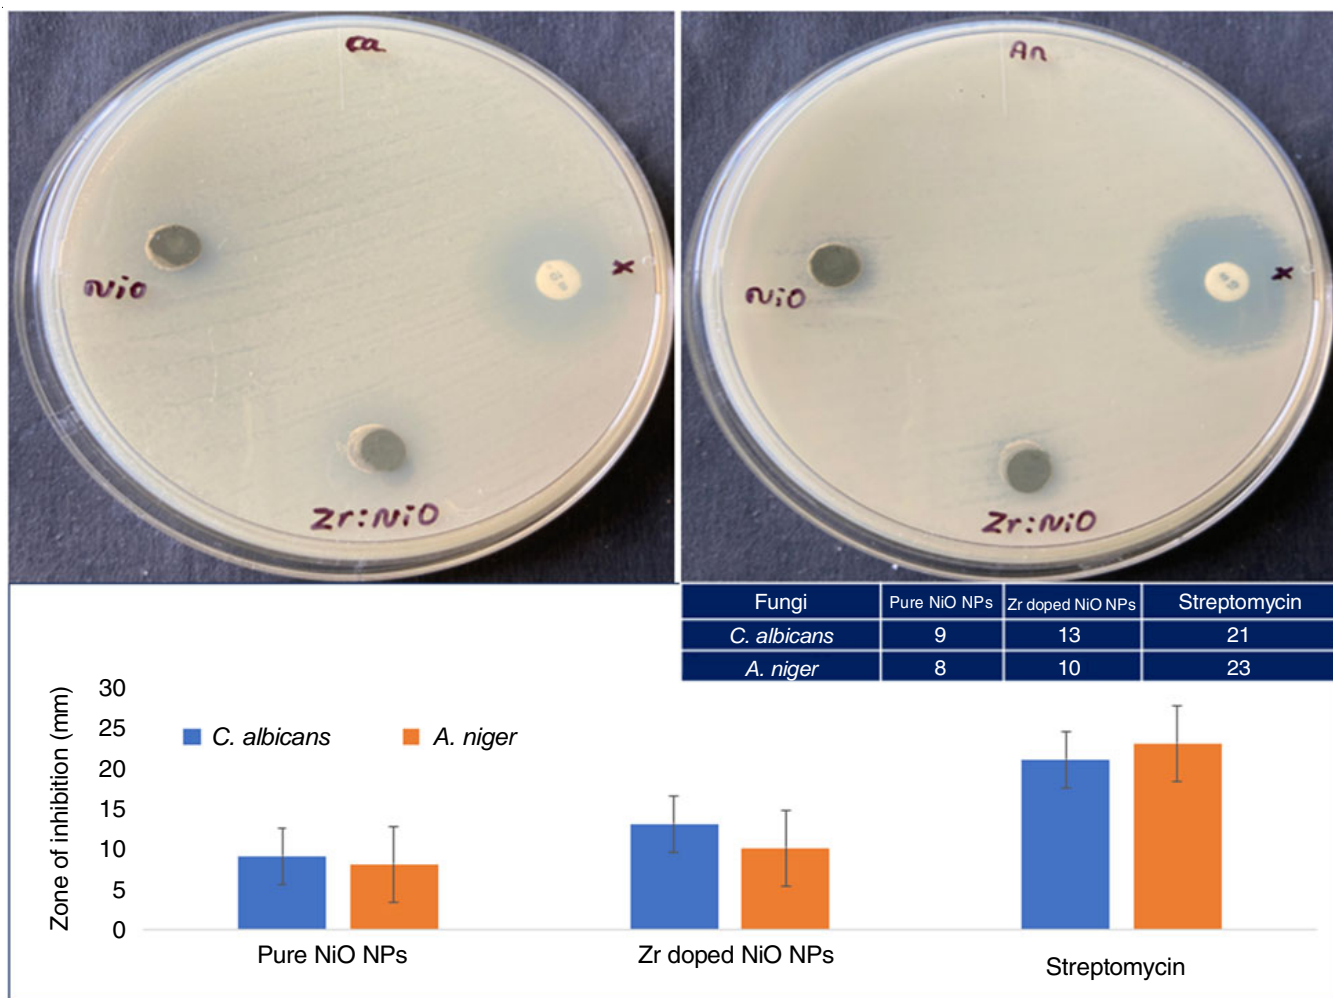 Ca
NiO
x
Zr:NiO
An
NiO
x
Zr:NiO
Fungi Pure NiO NPs Zr doped NiO NPs Streptomycin
C. albicans 9 13 21
A. niger 8 10 23
Zone of inhibition (mm)
30
25
20
15
10
5
0
C. albicans A. niger
Pure NiO NPs Zr doped NiO NPs Streptomycin